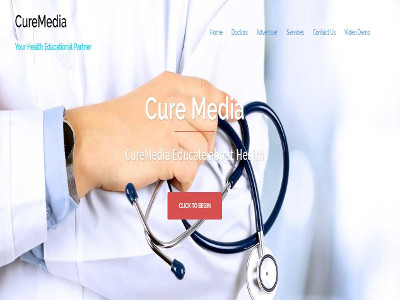 CureMedia
Your Health Educational Partner
Home Doctors Advertiser Services Contact Us Video Demo
Cure Media
CureMedia Educate about Health
CLICK TO BEGIN